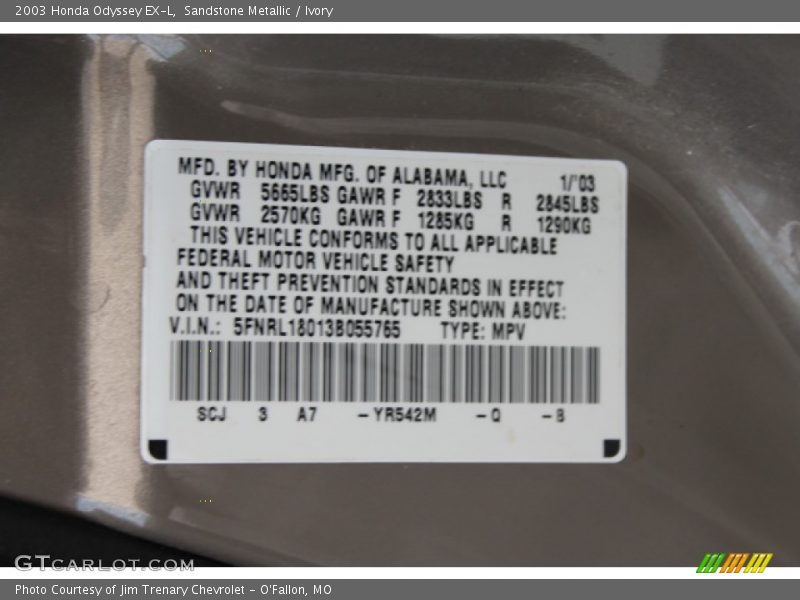 2003 Honda Odyssey EX-L, Sandstone Metallic / Ivory
MFD. BY HONDA MFG. OF ALABAMA, LLC 1/'03
GVWR 5665LBS GAWR F 2833LBS R 2845LBS
GVWR 2570KG GAWR F 1285KG R 1290KG
THIS VEHICLE CONFORMS TO ALL APPLICABLE
FEDERAL MOTOR VEHICLE SAFETY
AND THEFT PREVENTION STANDARDS IN EFFECT
ON THE DATE OF MANUFACTURE SHOWN ABOVE:
V.I.N.: 5FNRL18013B055765 TYPE: MPV
SCJ 3 A7 -YR542M -Q -B
GTCARLOT.COM
Photo Courtesy of Jim Trenary Chevrolet - O'Fallon, MO